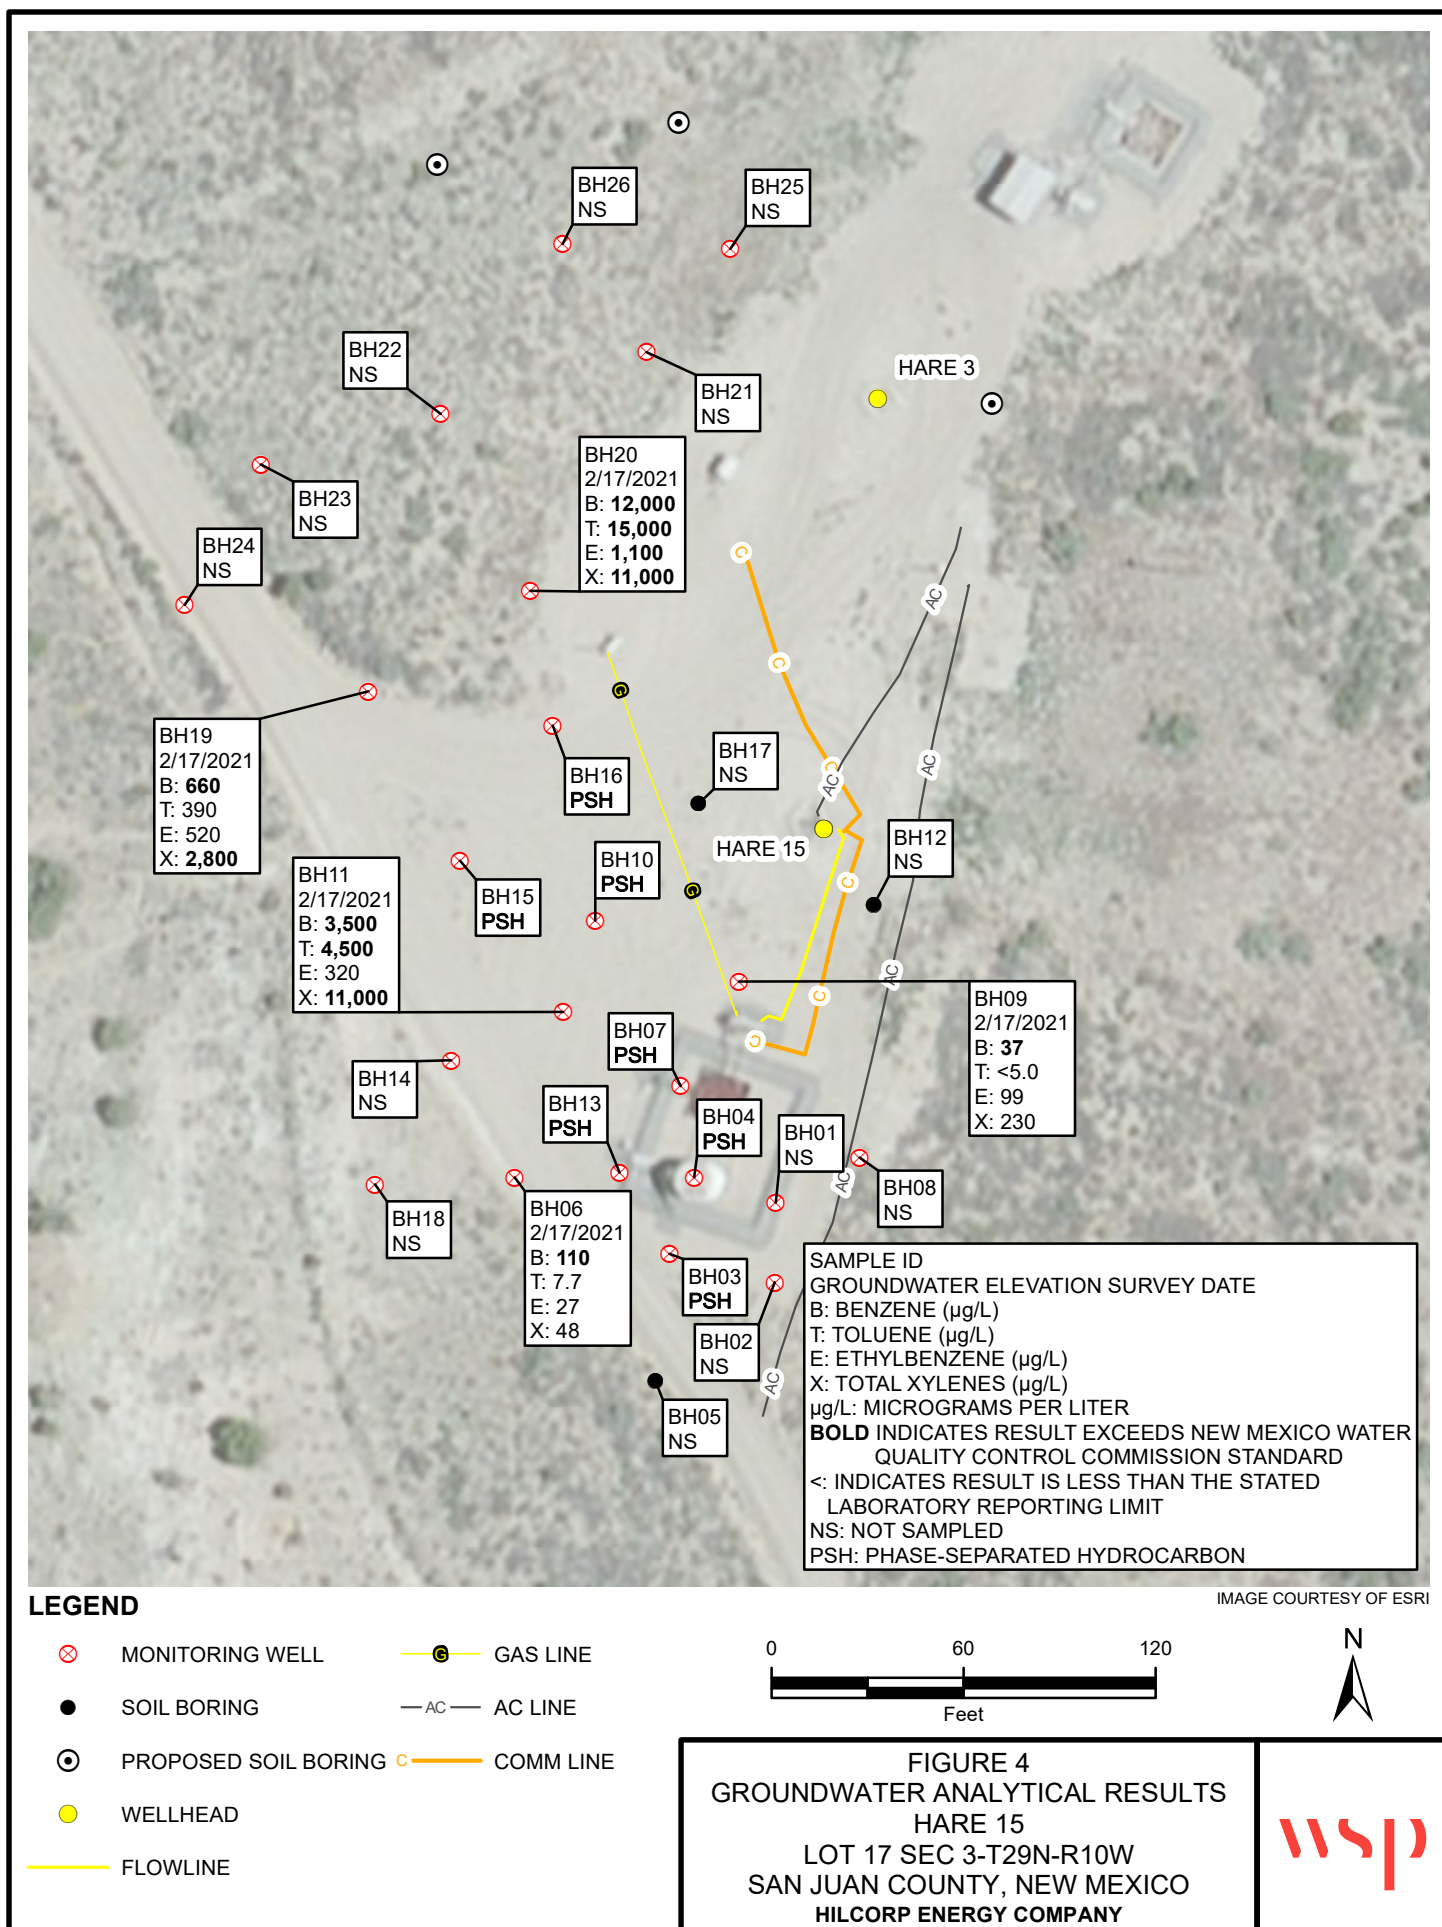 BH26
NS
BH25
NS
BH22
NS
BH21
NS
HARE 3
BH20
2/17/2021
B: 12,000
T: 15,000
E: 1,100
X: 11,000
BH23
NS
BH24
NS
C
AC
C
G
BH19
2/17/2021
B: 660
T: 390
E: 520
X: 2,800
BH16
PSH
BH17
NS
C
AC
AC
HARE 15
BH12
NS
BH11
2/17/2021
B: 3,500
T: 4,500
E: 320
X: 11,000
BH15
PSH
BH10
PSH
G
C
AC
C
BH09
2/17/2021
B: 37
T: <5.0
E: 99
X: 230
BH07
PSH
C
BH14
NS
BH13
PSH
BH04
PSH
BH01
NS
AC
BH08
NS
BH18
NS
BH06
2/17/2021
B: 110
T: 7.7
E: 27
X: 48
BH03
PSH
BH02
NS
AC
BH05
NS
SAMPLE ID
GROUNDWATER ELEVATION SURVEY DATE
B: BENZENE (µg/L)
T: TOLUENE (µg/L)
E: ETHYLBENZENE (µg/L)
X: TOTAL XYLENES (µg/L)
µg/L: MICROGRAMS PER LITER
BOLD INDICATES RESULT EXCEEDS NEW MEXICO WATER
QUALITY CONTROL COMMISSION STANDARD
<: INDICATES RESULT IS LESS THAN THE STATED
LABORATORY REPORTING LIMIT
NS: NOT SAMPLED
PSH: PHASE-SEPARATED HYDROCARBON
IMAGE COURTESY OF ESRI
LEGEND
MONITORING WELL
SOIL BORING
PROPOSED SOIL BORING
WELLHEAD
FLOWLINE
G GAS LINE
AC AC LINE
C COMM LINE
0 60 120
Feet
N
FIGURE 4
GROUNDWATER ANALYTICAL RESULTS
HARE 15
LOT 17 SEC 3-T29N-R10W
SAN JUAN COUNTY, NEW MEXICO
HILCORP ENERGY COMPANY
wsp